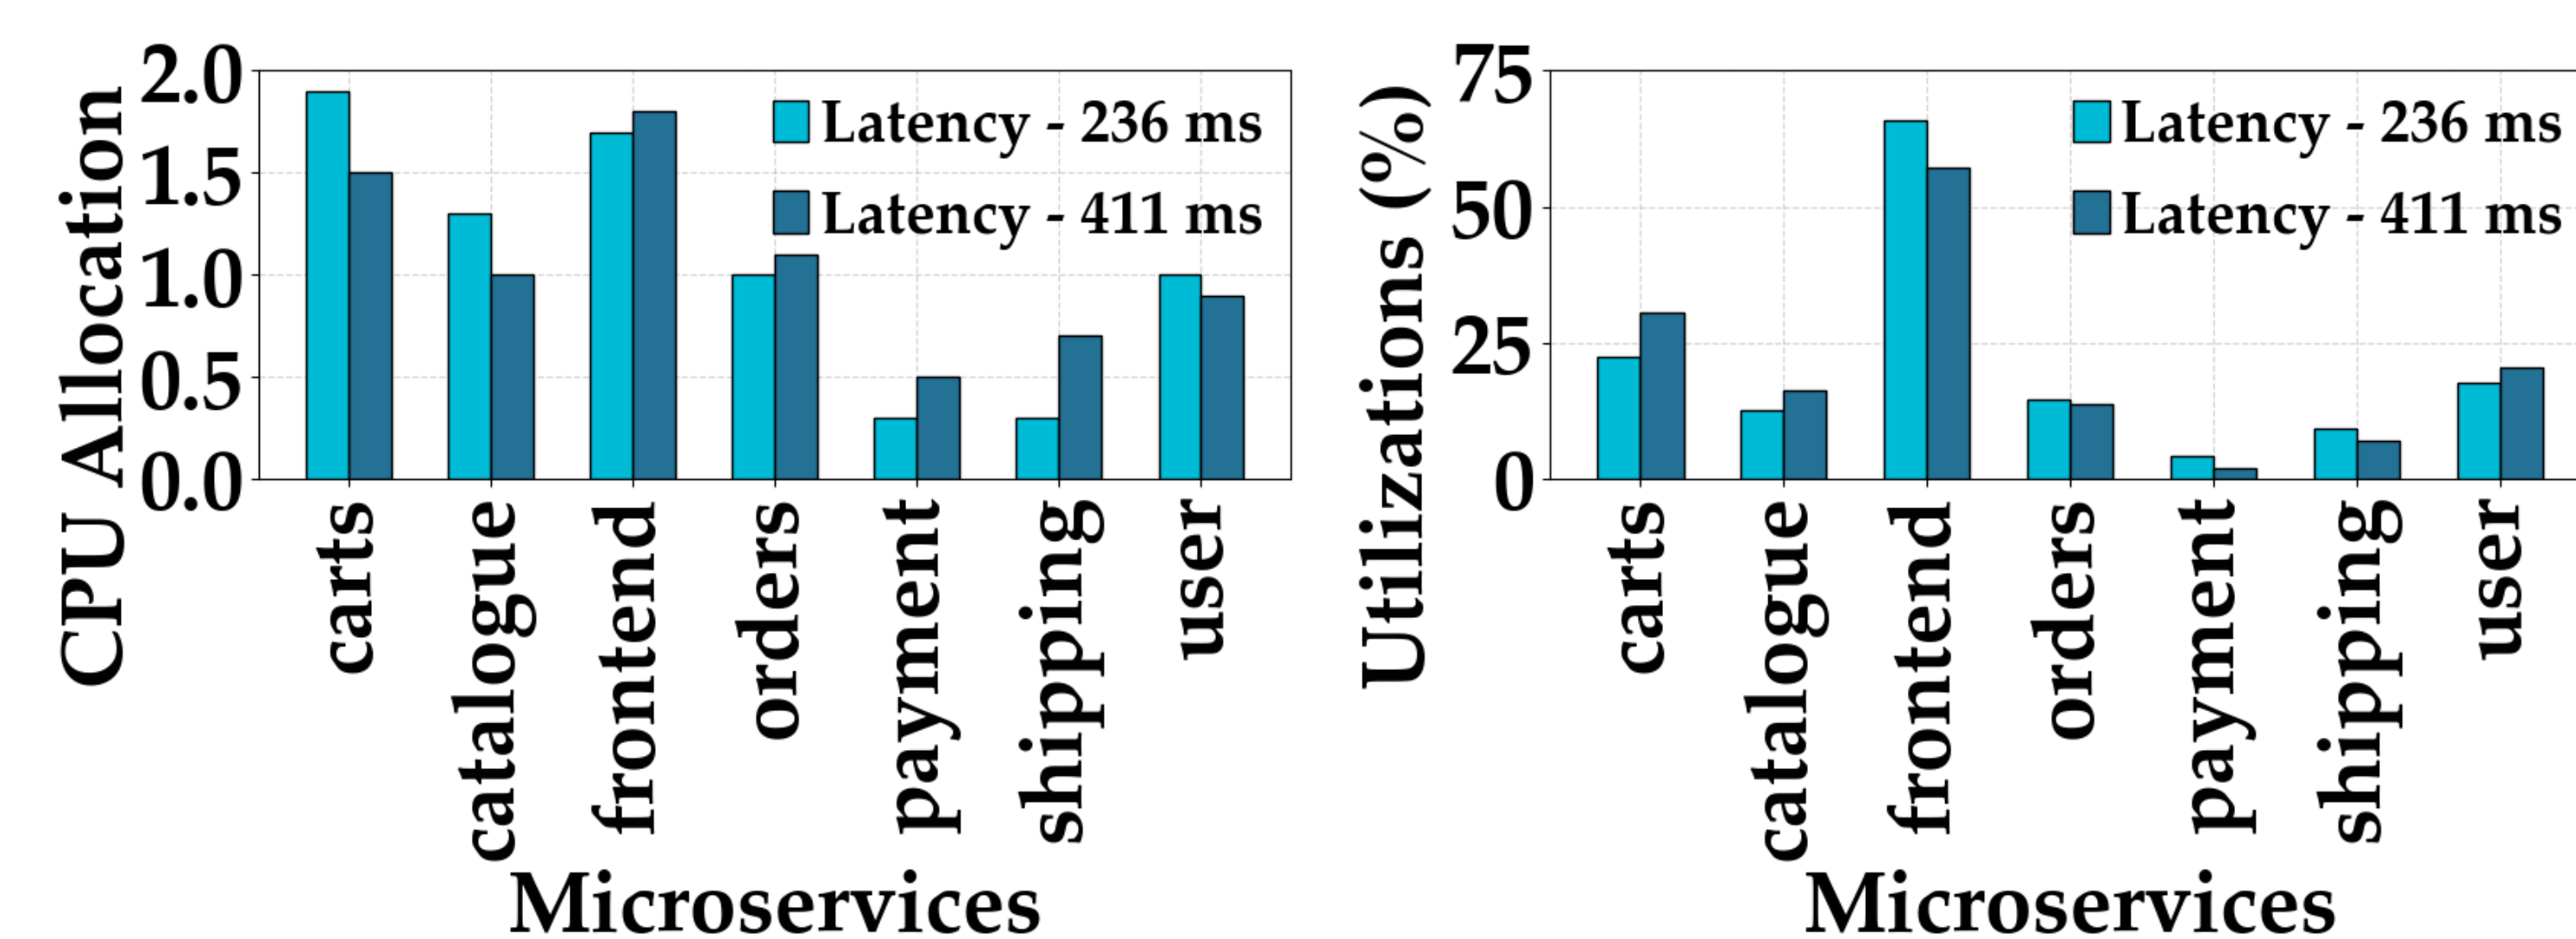 CPU Allocation
2.0
1.5
1.0
0.5
0.0
Latency - 236 ms
Latency - 411 ms
carts
catalogue
frontend
orders
payment
shipping
user
Microservices
Utilizations (%)
75
50
25
0
Latency - 236 ms
Latency - 411 ms
carts
catalogue
frontend
orders
payment
shipping
user
Microservices